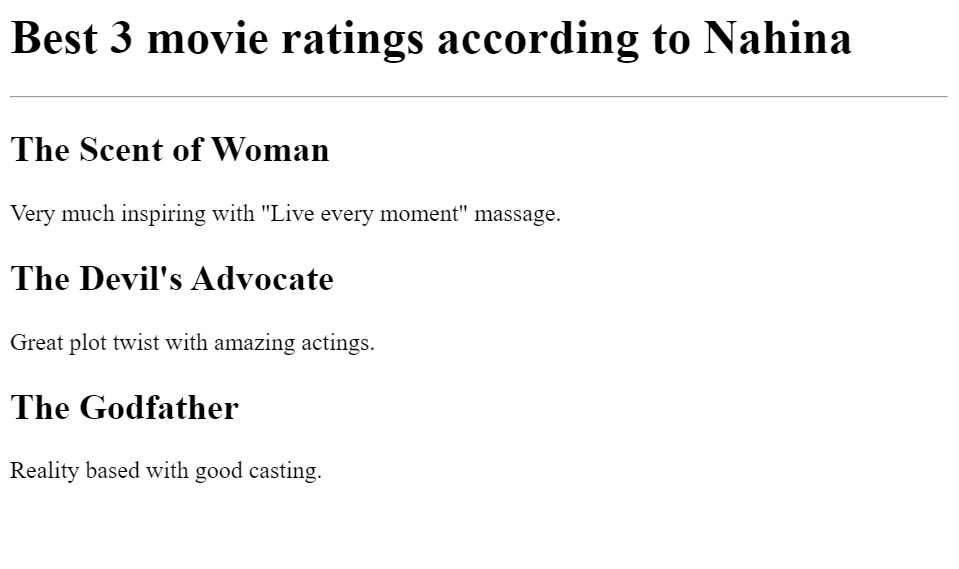 Best 3 movie ratings according to Nahina
The Scent of Woman
Very much inspiring with "Live every moment" massage.
The Devil's Advocate
Great plot twist with amazing actings.
The Godfather
Reality based with good casting.